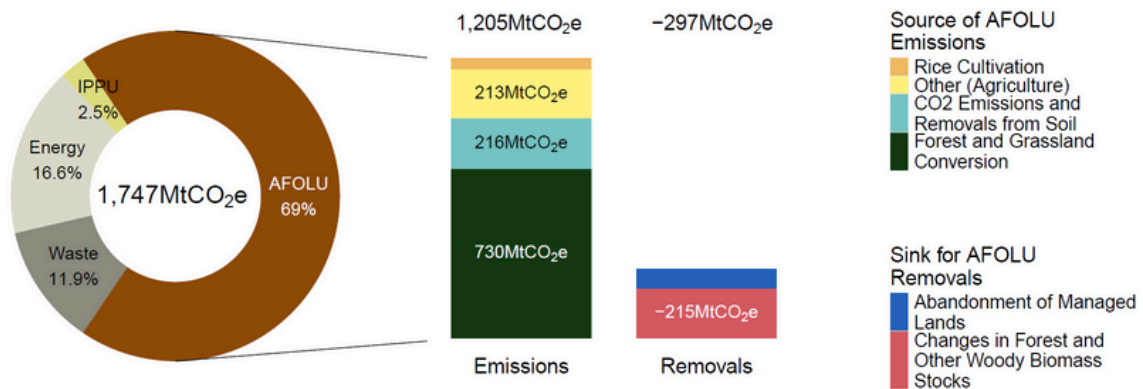 IPPU
2.5%
Energy
16.6%
1,747MtCO₂e
AFOLU
69%
Waste
11.9%
1,205MtCO₂e
213MtCO₂e
216MtCO₂e
730MtCO₂e
Emissions
−297MtCO₂e
−215MtCO₂e
Removals
Source of AFOLU
Emissions
Rice Cultivation
Other (Agriculture)
CO2 Emissions and
Removals from Soil
Forest and Grassland
Conversion
Sink for AFOLU
Removals
Abandonment of Managed
Lands
Changes in Forest and
Other Woody Biomass
Stocks